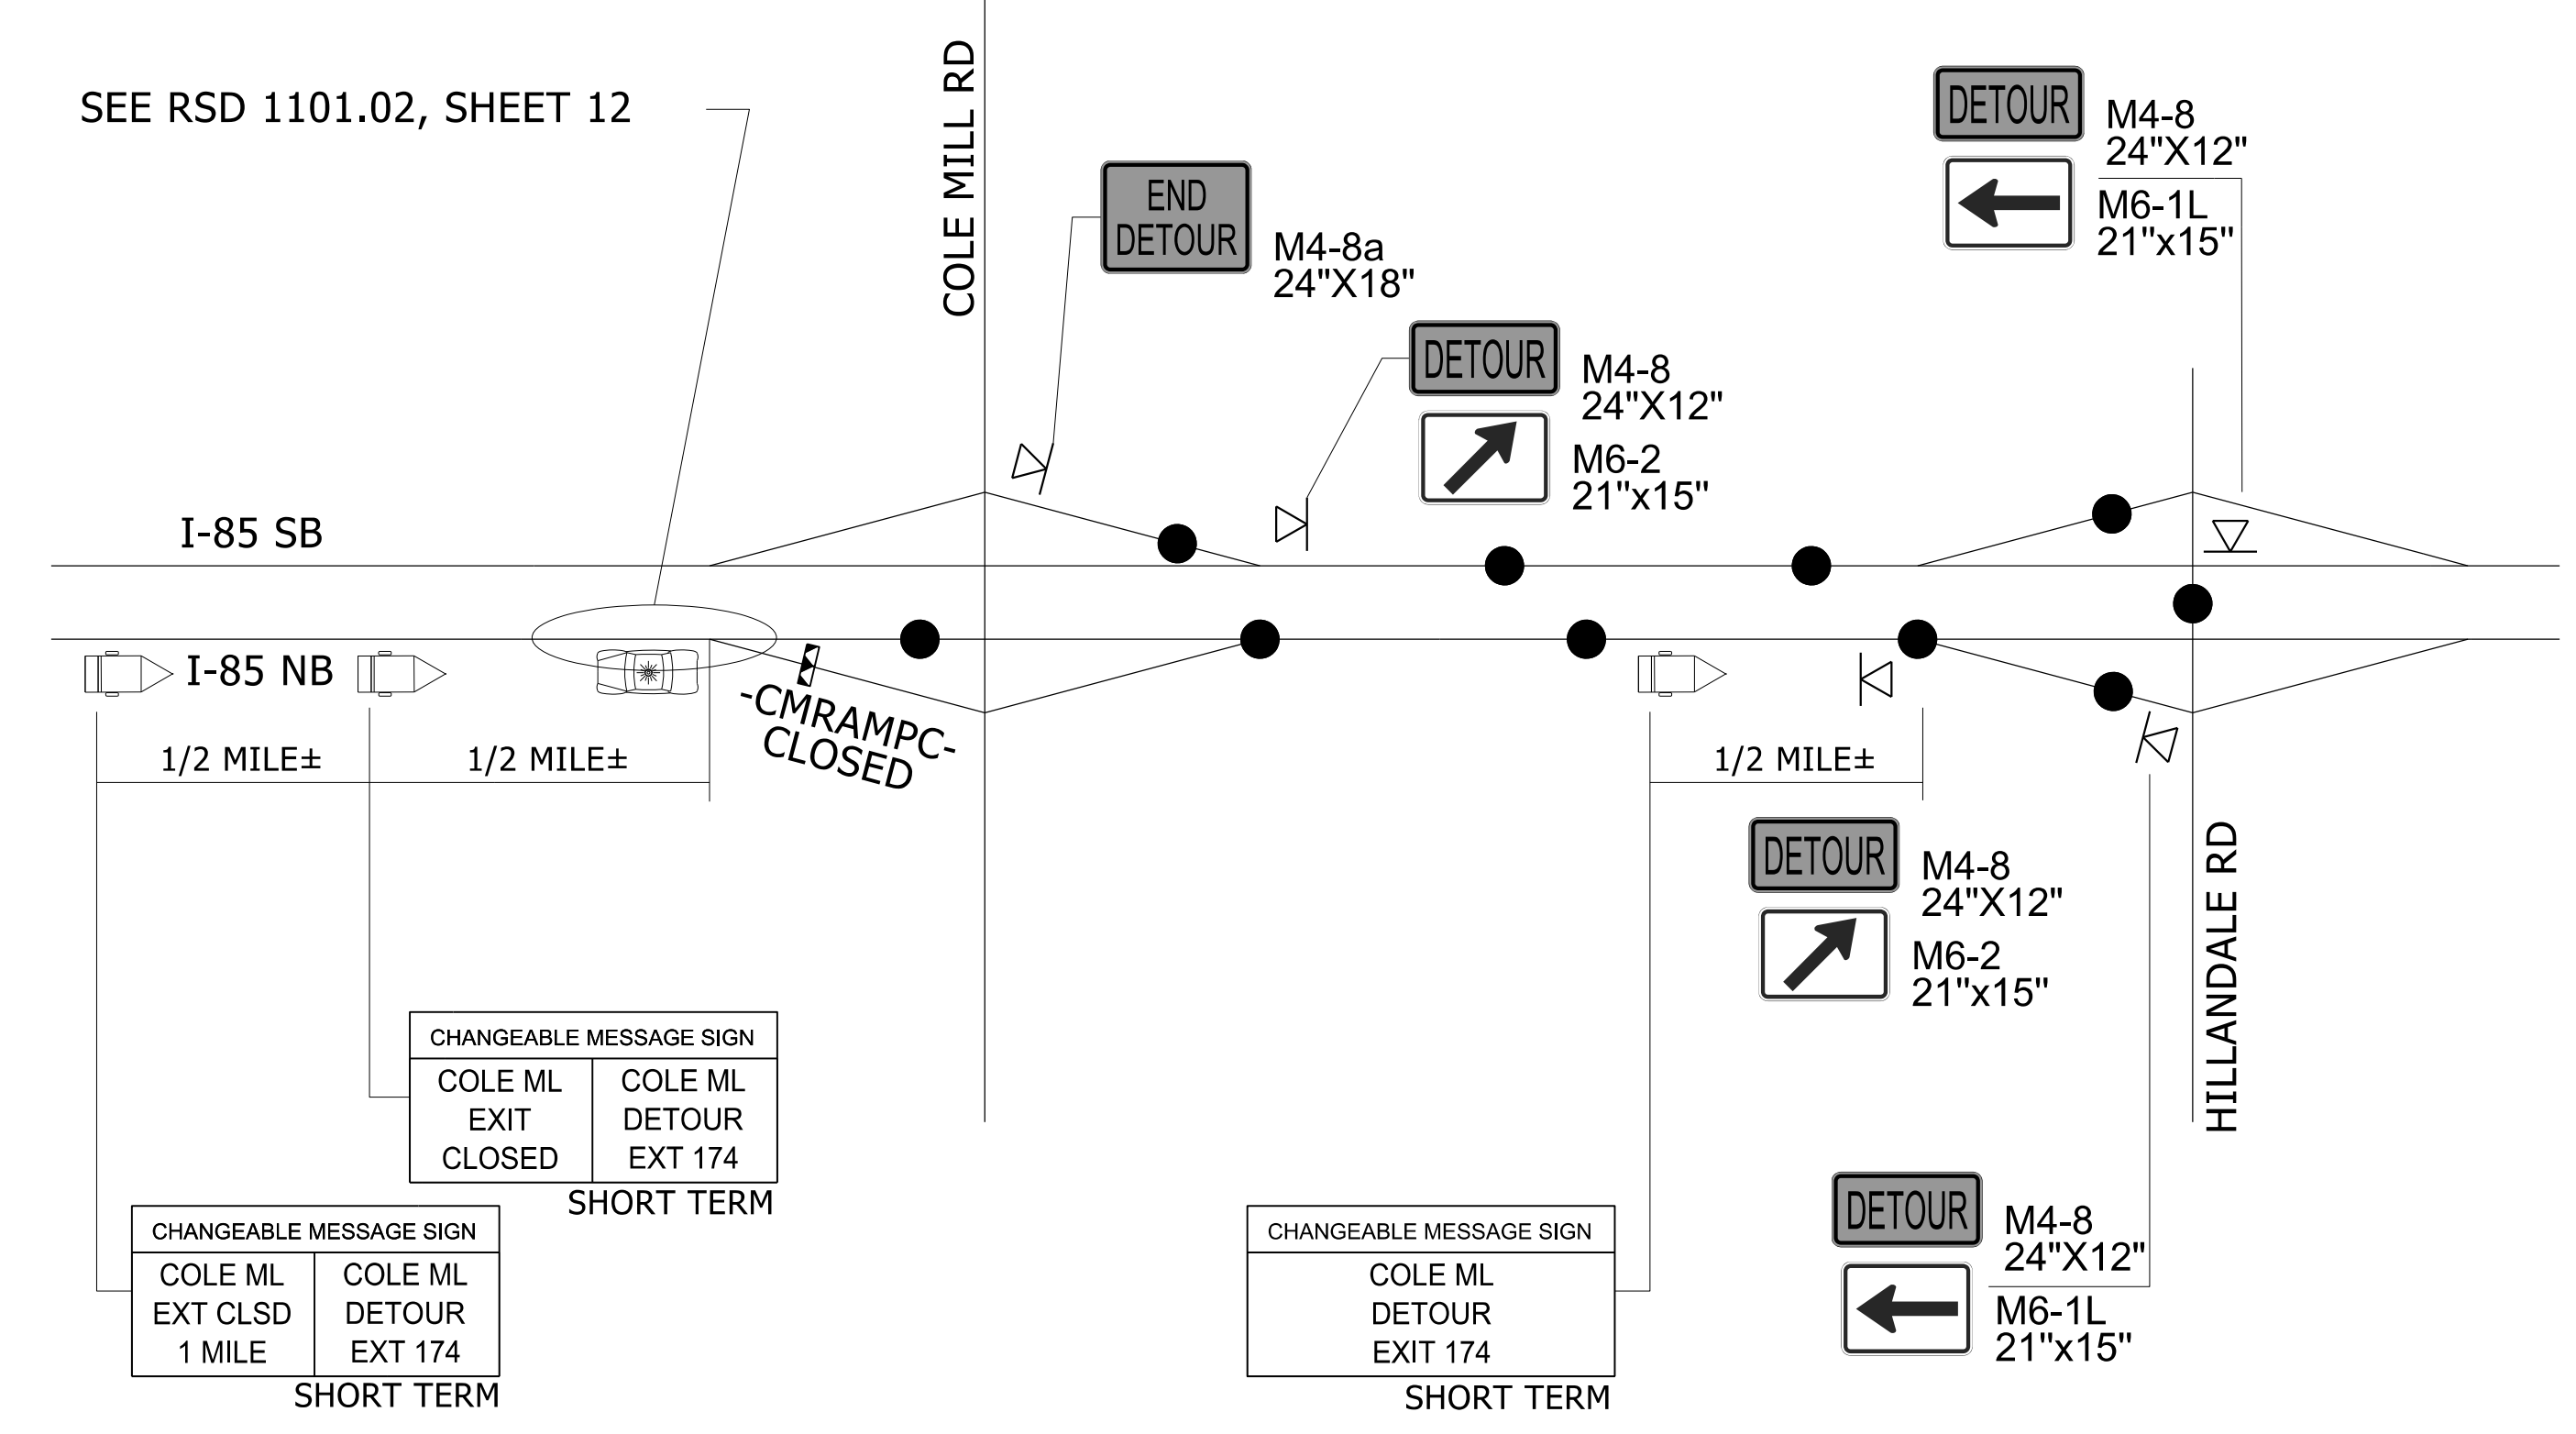 SEE RSD 1101.02, SHEET 12
COLE MILL RD
END
DETOUR
M4-8a
24"X18"
DETOUR
M4-8
24"X12"
M6-2
21"x15"
DETOUR
M4-8
24"X12"
M6-1L
21"x15"
I-85 SB
I-85 NB
-CMRAMPC-
CLOSED
1/2 MILE±
1/2 MILE±
1/2 MILE±
DETOUR
M4-8
24"X12"
M6-2
21"x15"
HILLANDALE RD
CHANGEABLE MESSAGE SIGN
COLE ML
EXIT
CLOSED
COLE ML
DETOUR
EXT 174
SHORT TERM
CHANGEABLE MESSAGE SIGN
COLE ML
EXT CLSD
1 MILE
COLE ML
DETOUR
EXT 174
SHORT TERM
CHANGEABLE MESSAGE SIGN
COLE ML
DETOUR
EXIT 174
SHORT TERM
DETOUR
M4-8
24"X12"
M6-1L
21"x15"